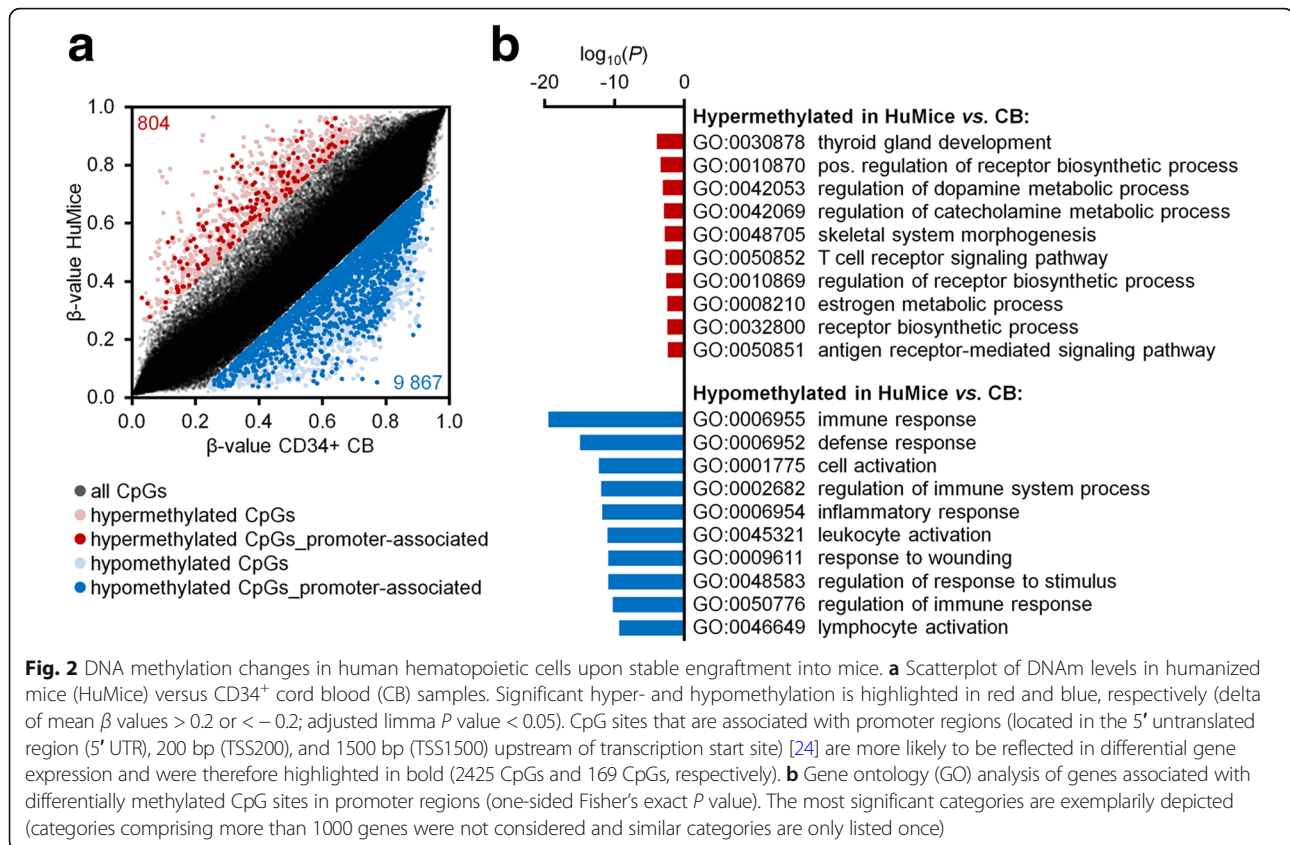 a
1.0
0.8
0.6
0.4
0.2
0.0
β-value HuMice
804
9 867
0.0 0.2 0.4 0.6 0.8 1.0
β-value CD34+ CB
all CpGs
hypermethylated CpGs
hypermethylated CpGs_promoter-associated
hypomethylated CpGs
hypomethylated CpGs_promoter-associated
b
log₁₀(P)
-20 -10 0
Hypermethylated in HuMice vs. CB:
GO:0030878 thyroid gland development
GO:0010870 pos. regulation of receptor biosynthetic process
GO:0042053 regulation of dopamine metabolic process
GO:0042069 regulation of catecholamine metabolic process
GO:0048705 skeletal system morphogenesis
GO:0050852 T cell receptor signaling pathway
GO:0010869 regulation of receptor biosynthetic process
GO:0008210 estrogen metabolic process
GO:0032800 receptor biosynthetic process
GO:0050851 antigen receptor-mediated signaling pathway
Hypomethylated in HuMice vs. CB:
GO:0006955 immune response
GO:0006952 defense response
GO:0001775 cell activation
GO:0002682 regulation of immune system process
GO:0006954 inflammatory response
GO:0045321 leukocyte activation
GO:0009611 response to wounding
GO:0048583 regulation of response to stimulus
GO:0050776 regulation of immune response
GO:0046649 lymphocyte activation
Fig. 2 DNA methylation changes in human hematopoietic cells upon stable engraftment into mice. a Scatterplot of DNAm levels in humanized
mice (HuMice) versus CD34⁺ cord blood (CB) samples. Significant hyper- and hypomethylation is highlighted in red and blue, respectively (delta
of mean β values > 0.2 or < − 0.2; adjusted limma P value < 0.05). CpG sites that are associated with promoter regions (located in the 5′ untranslated
region (5′ UTR), 200 bp (TSS200), and 1500 bp (TSS1500) upstream of transcription start site) [24] are more likely to be reflected in differential gene
expression and were therefore highlighted in bold (2425 CpGs and 169 CpGs, respectively). b Gene ontology (GO) analysis of genes associated with
differentially methylated CpG sites in promoter regions (one-sided Fisher's exact P value). The most significant categories are exemplarily depicted
(categories comprising more than 1000 genes were not considered and similar categories are only listed once)